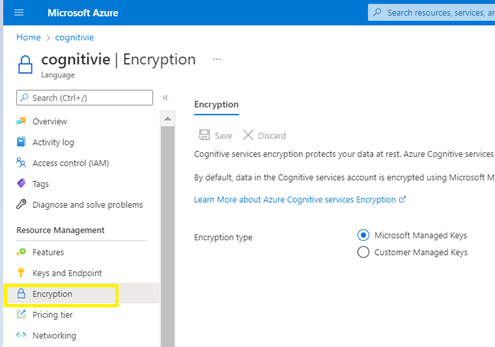 Microsoft Azure
Search resources, services, an
Home > cognitivie >
cognitivie | Encryption ...
Language
Search (Ctrl+/)
Overview
Activity log
Access control (IAM)
Tags
Diagnose and solve problems
Resource Management
Features
Keys and Endpoint
Encryption
Pricing tier
Networking
Encryption
Save Discard
Cognitive services encryption protects your data at rest. Azure Cognitive services
By default, data in the Cognitive services account is encrypted using Microsoft M
Learn More about Azure Cognitive services Encryption
Encryption type
Microsoft Managed Keys
Customer Managed Keys